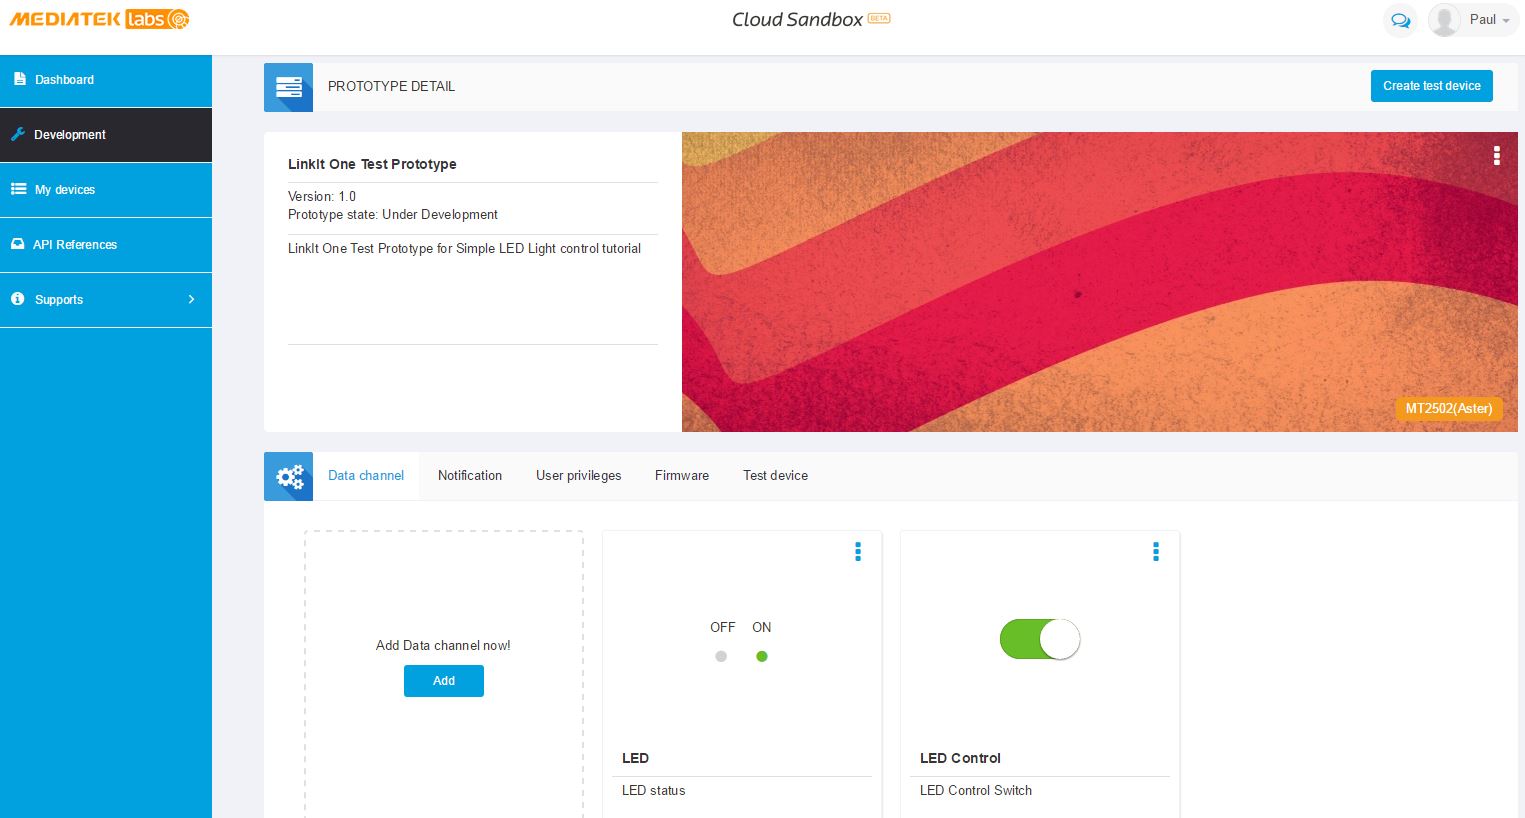 MEDIATEK labs
Cloud Sandbox BETA
Paul
Dashboard
Development
My devices
API References
Supports
PROTOTYPE DETAIL
Create test device
LinkIt One Test Prototype
Version: 1.0
Prototype state: Under Development
LinkIt One Test Prototype for Simple LED Light control tutorial
MT2502(Aster)
Data channel
Notification
User privileges
Firmware
Test device
Add Data channel now!
Add
OFF ON
LED
LED status
LED Control
LED Control Switch